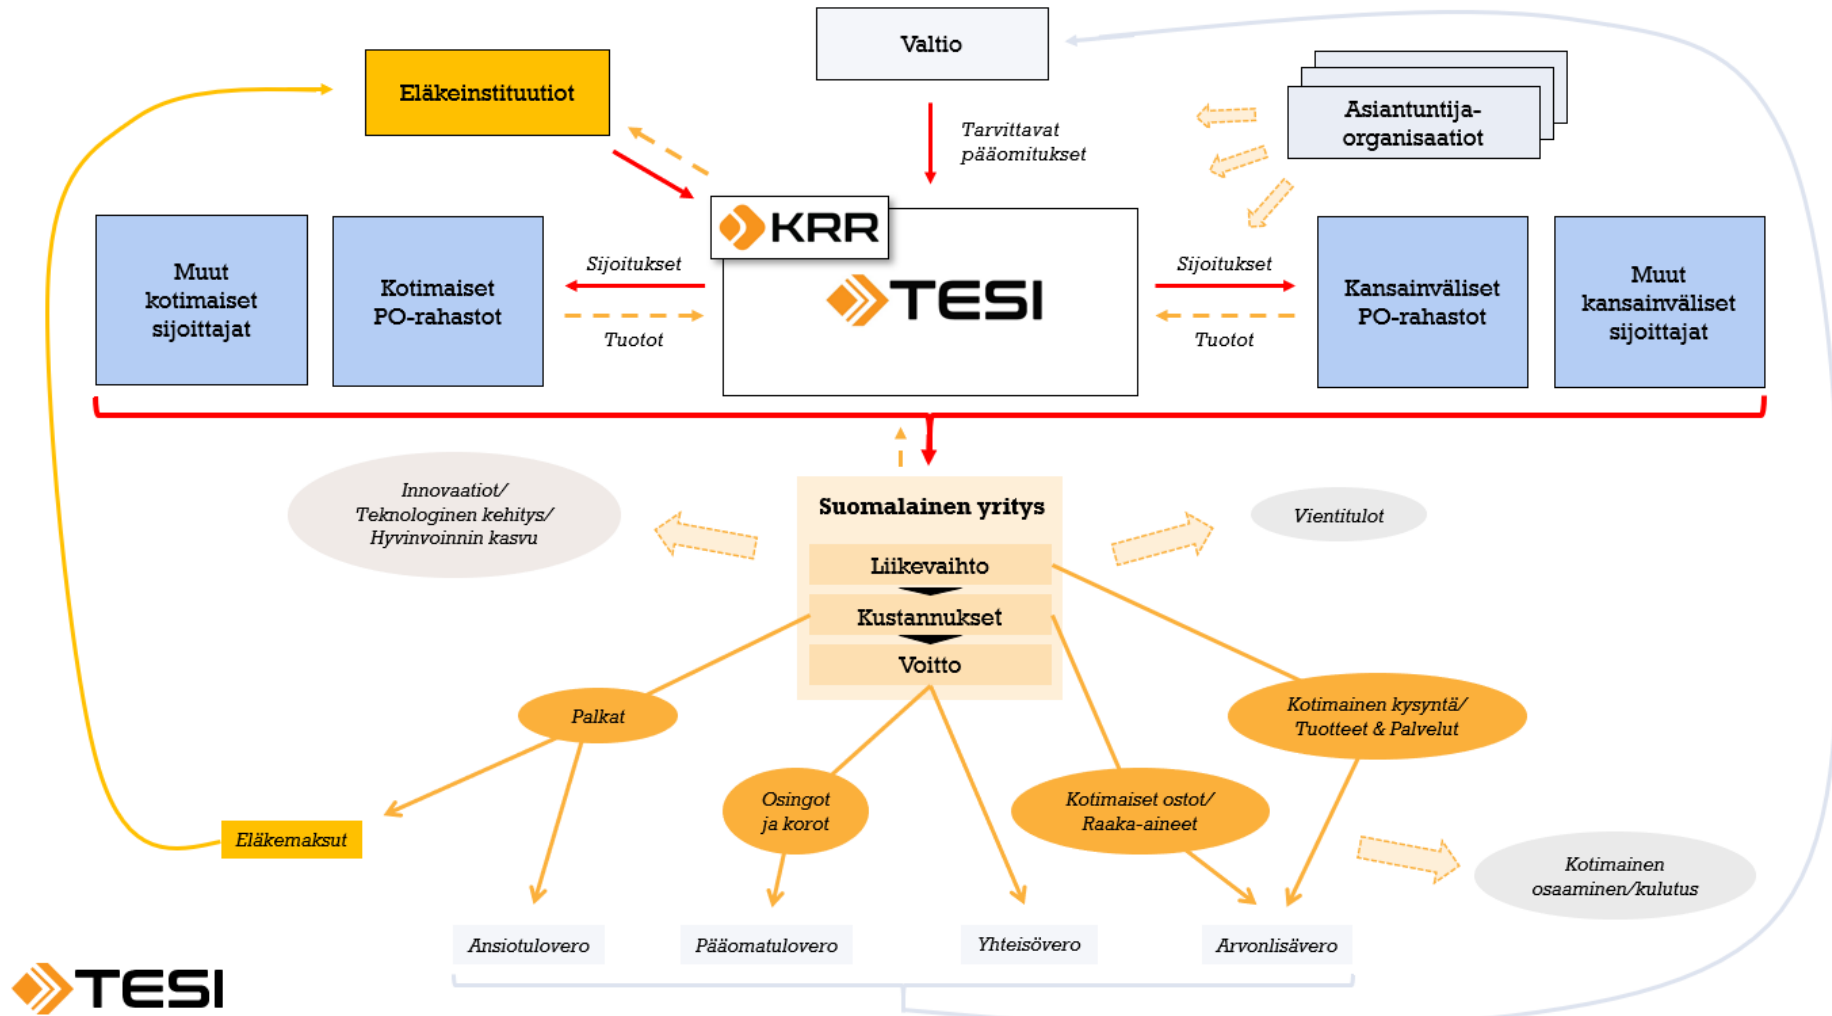 Valtio
Eläkeinstituutiot
Asiantuntija-
organisaatiot
Tarvittavat
pääomitukset
KRR
TESI
Muut
kotimaiset
sijoittajat
Kotimaiset
PO-rahastot
Sijoitukset
Tuotot
Sijoitukset
Tuotot
Kansainväliset
PO-rahastot
Muut
kansainväliset
sijoittajat
Innovaatiot/
Teknologinen kehitys/
Hyvinvoinnin kasvu
Suomalainen yritys
Liikevaihto
Kustannukset
Voitto
Vientitulot
Palkat
Kotimainen kysyntä/
Tuotteet & Palvelut
Osingot
ja korot
Kotimaiset ostot/
Raaka-aineet
Eläkemaksut
Kotimainen
osaaminen/kulutus
Ansiotulovero
Pääomatulovero
Yhteisövero
Arvonlisävero
TESI